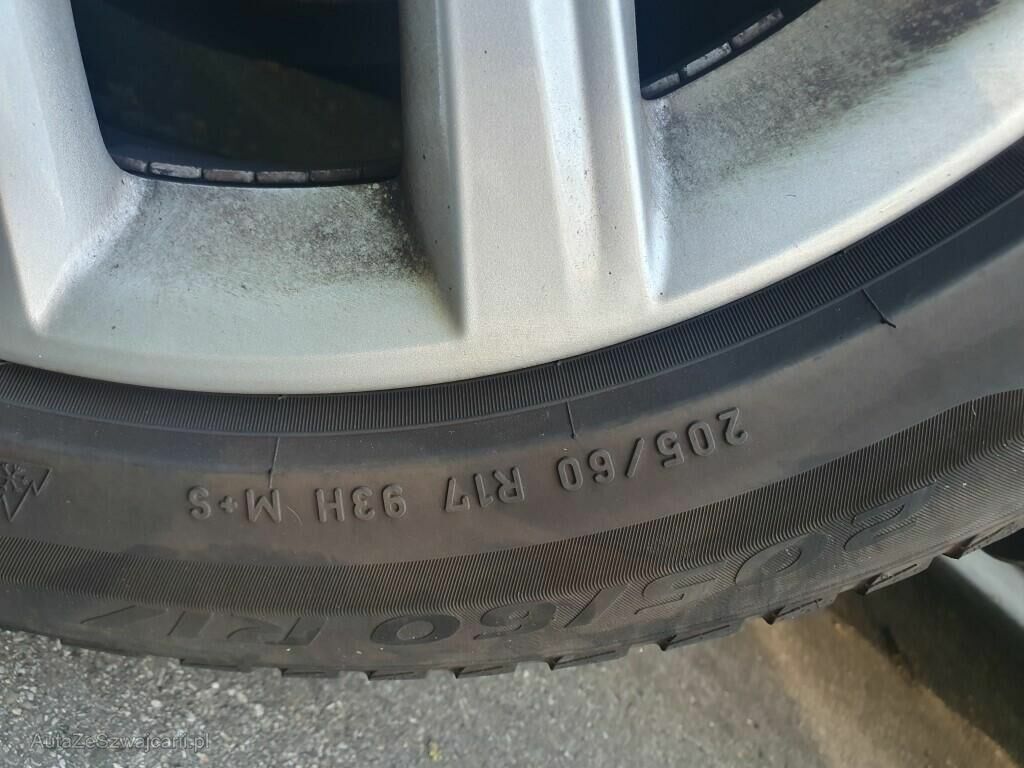 205/60 R17 93H M+S
205/60 R17
AutaZeSzwajcarii.pl